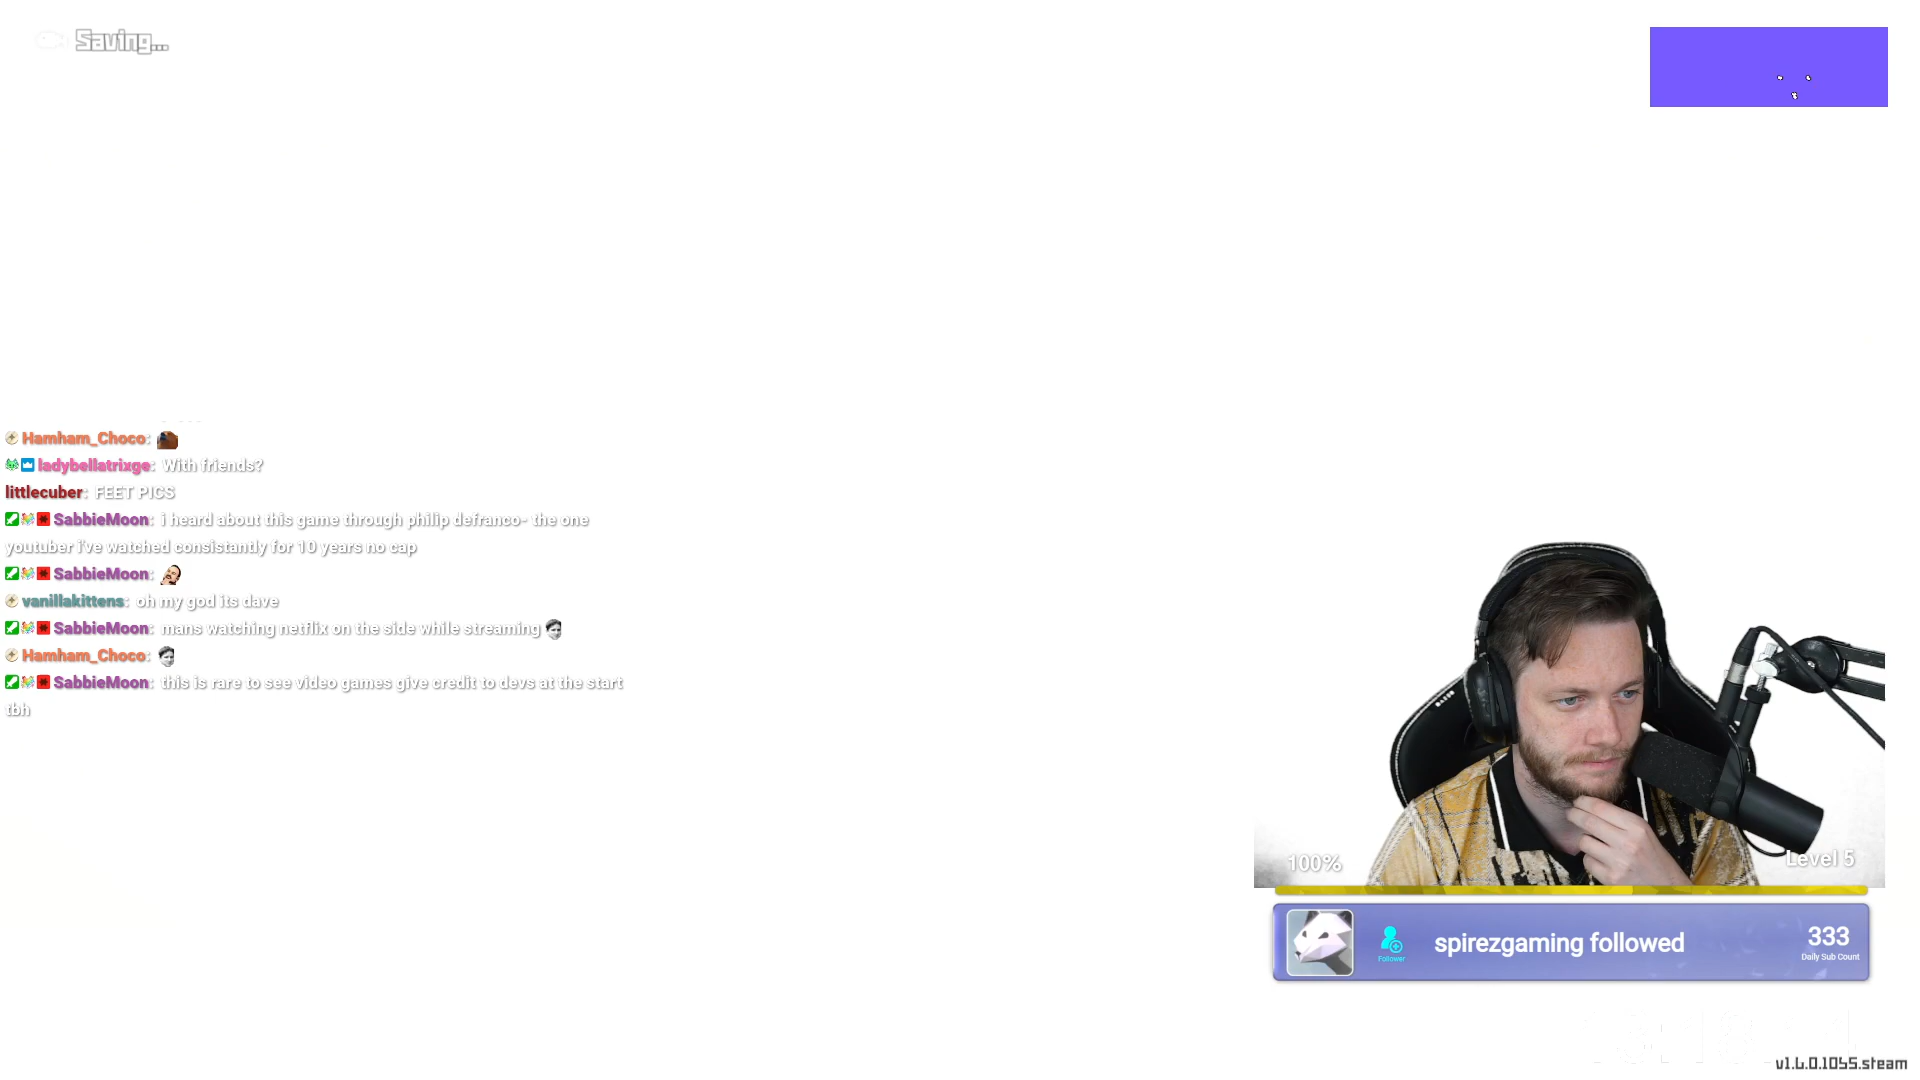 Saving...
Hamham_Choco:
ladybellatrixge: With friends?
littlecuber: FEET PICS
SabbieMoon: i heard about this game through philip defranco- the one
youtuber i've watched consistantly for 10 years no cap
SabbieMoon:
vanillakittens: oh my god its dave
SabbieMoon: mans watching netflix on the side while streaming
Hamham_Choco:
SabbieMoon: this is rare to see video games give credit to devs at the start
tbh
100%
Level 5
Follower
spirezgaming followed
333
Daily Sub Count
v1.6.0.1055.steam